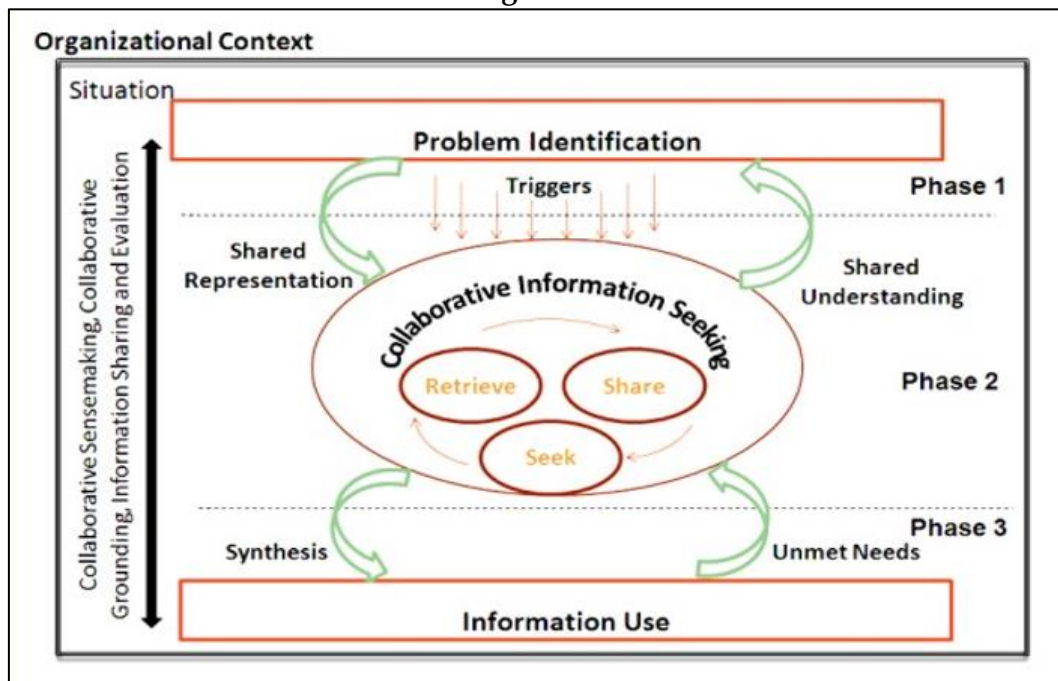 Organizational Context
Situation
Problem Identification
Triggers
Phase 1
Shared
Representation
Shared
Understanding
Collaborative Information Seeking
Retrieve
Share
Seek
Phase 2
Phase 3
Synthesis
Unmet Needs
Information Use
Collaborative Sensemaking, Collaborative
Grounding, Information Sharing and Evaluation